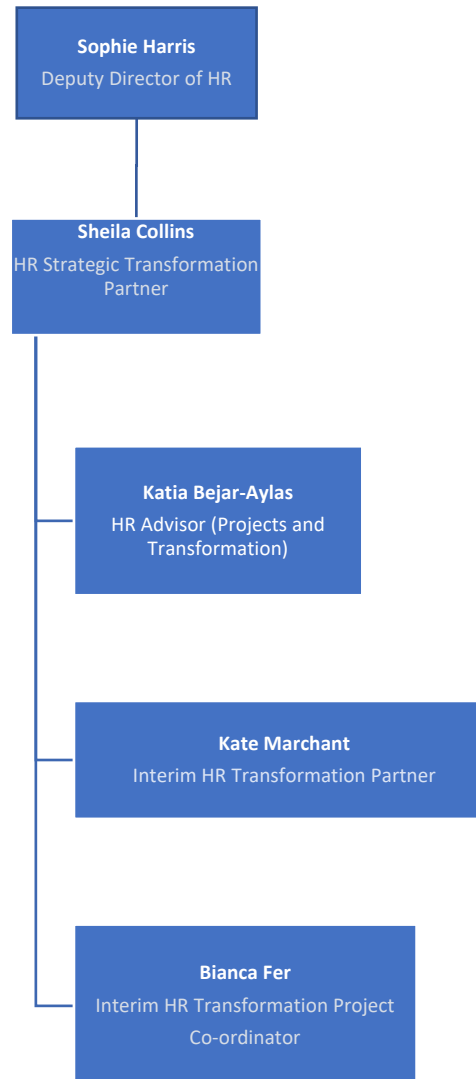 Sophie Harris
Deputy Director of HR
Sheila Collins
HR Strategic Transformation
Partner
Katia Bejar-Aylas
HR Advisor (Projects and
Transformation)
Kate Marchant
Interim HR Transformation Partner
Bianca Fer
Interim HR Transformation Project
Co-ordinator